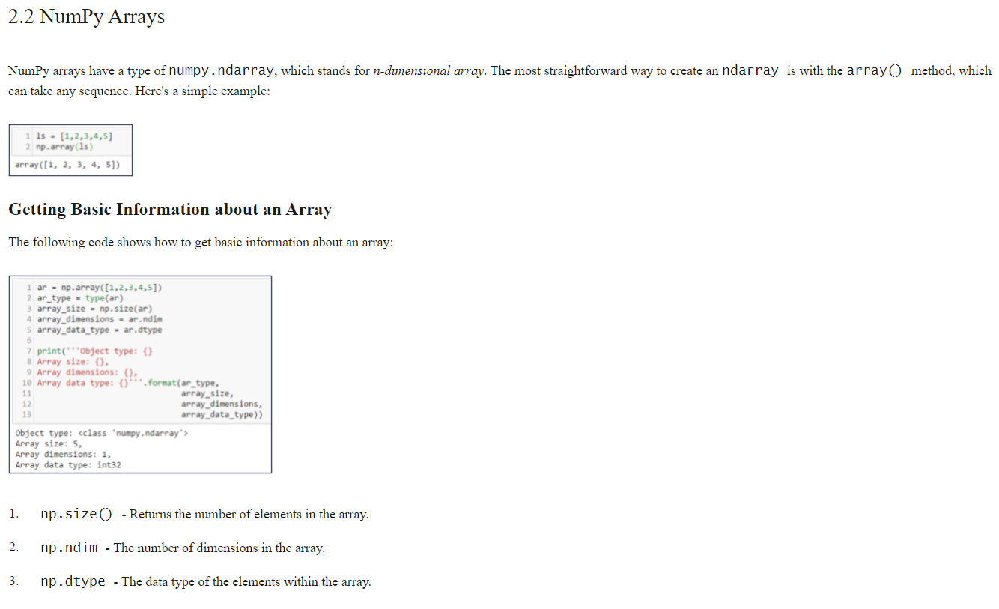 2.2 NumPy Arrays
NumPy arrays have a type of numpy.ndarray, which stands for n-dimensional array. The most straightforward way to create an ndarray is with the array() method, which
can take any sequence. Here's a simple example:
1 ls = [1,2,3,4,5]
2 np.array(ls)
array([1, 2, 3, 4, 5])
Getting Basic Information about an Array
The following code shows how to get basic information about an array:
1 ar = np.array([1,2,3,4,5])
2 ar_type = type(ar)
3 array_size = np.size(ar)
4 array_dimensions = ar.ndim
5 array_data_type = ar.dtype
6
7 print('''Object type: {}
8 Array size: {},
9 Array dimensions: {},
10 Array data type: {}'''.format(ar_type,
11 array_size,
12 array_dimensions,
13 array_data_type))
Object type: <class 'numpy.ndarray'>
Array size: 5,
Array dimensions: 1,
Array data type: int32
1. np.size() - Returns the number of elements in the array.
2. np.ndim - The number of dimensions in the array.
3. np.dtype - The data type of the elements within the array.